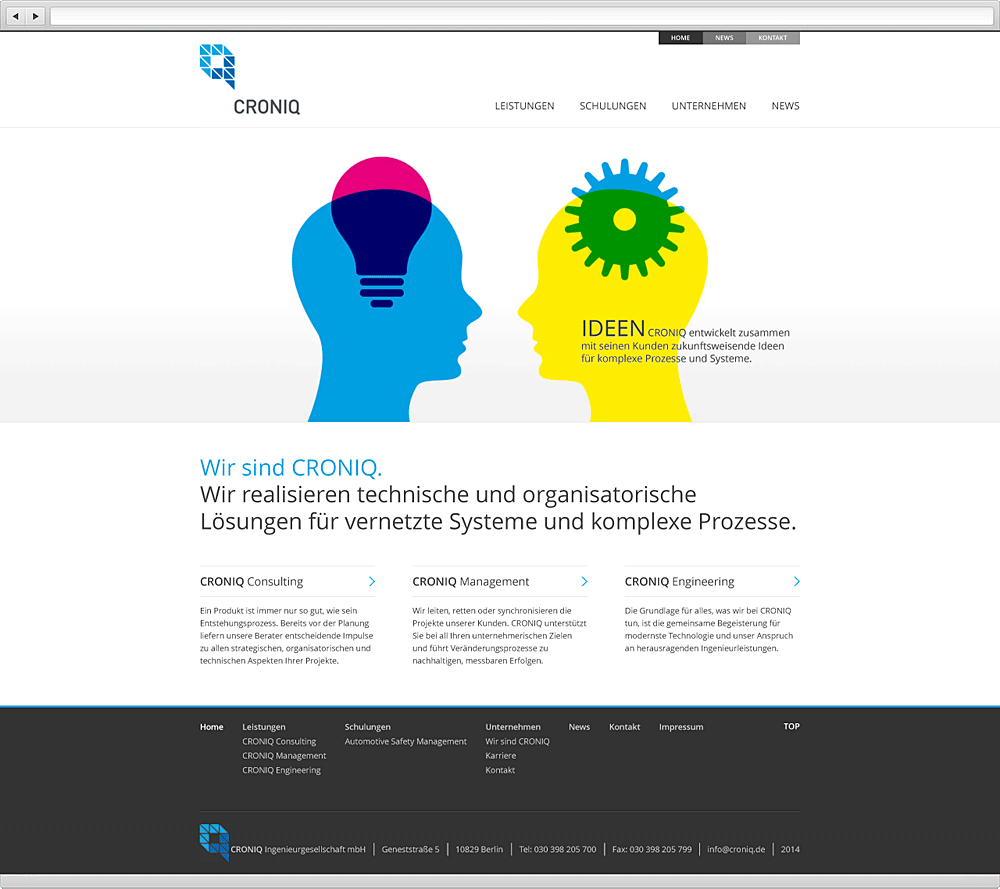 HOME NEWS KONTAKT
CRONIQ
LEISTUNGEN SCHULUNGEN UNTERNEHMEN NEWS
IDEEN CRONIQ entwickelt zusammen
mit seinen Kunden zukunftsweisende Ideen
für komplexe Prozesse und Systeme.
Wir sind CRONIQ.
Wir realisieren technische und organisatorische
Lösungen für vernetzte Systeme und komplexe Prozesse.
CRONIQ Consulting
Ein Produkt ist immer nur so gut, wie sein
Entstehungsprozess. Bereits vor der Planung
liefern unsere Berater entscheidende Impulse
zu allen strategischen, organisatorischen und
technischen Aspekten Ihrer Projekte.
CRONIQ Management
Wir leiten, retten oder synchronisieren die
Projekte unserer Kunden. CRONIQ unterstützt
Sie bei all Ihren unternehmerischen Zielen
und führt Veränderungsprozesse zu
nachhaltigen, messbaren Erfolgen.
CRONIQ Engineering
Die Grundlage für alles, was wir bei CRONIQ
tun, ist die gemeinsame Begeisterung für
modernste Technologie und unser Anspruch
an herausragenden Ingenieurleistungen.
Home Leistungen Schulungen Unternehmen News Kontakt Impressum TOP
CRONIQ Consulting Automotive Safety Management Wir sind CRONIQ
CRONIQ Management Karriere
CRONIQ Engineering Kontakt
CRONIQ Ingenieurgesellschaft mbH | Geneststraße 5 | 10829 Berlin | Tel: 030 398 205 700 | Fax: 030 398 205 799 | info@croniq.de | 2014